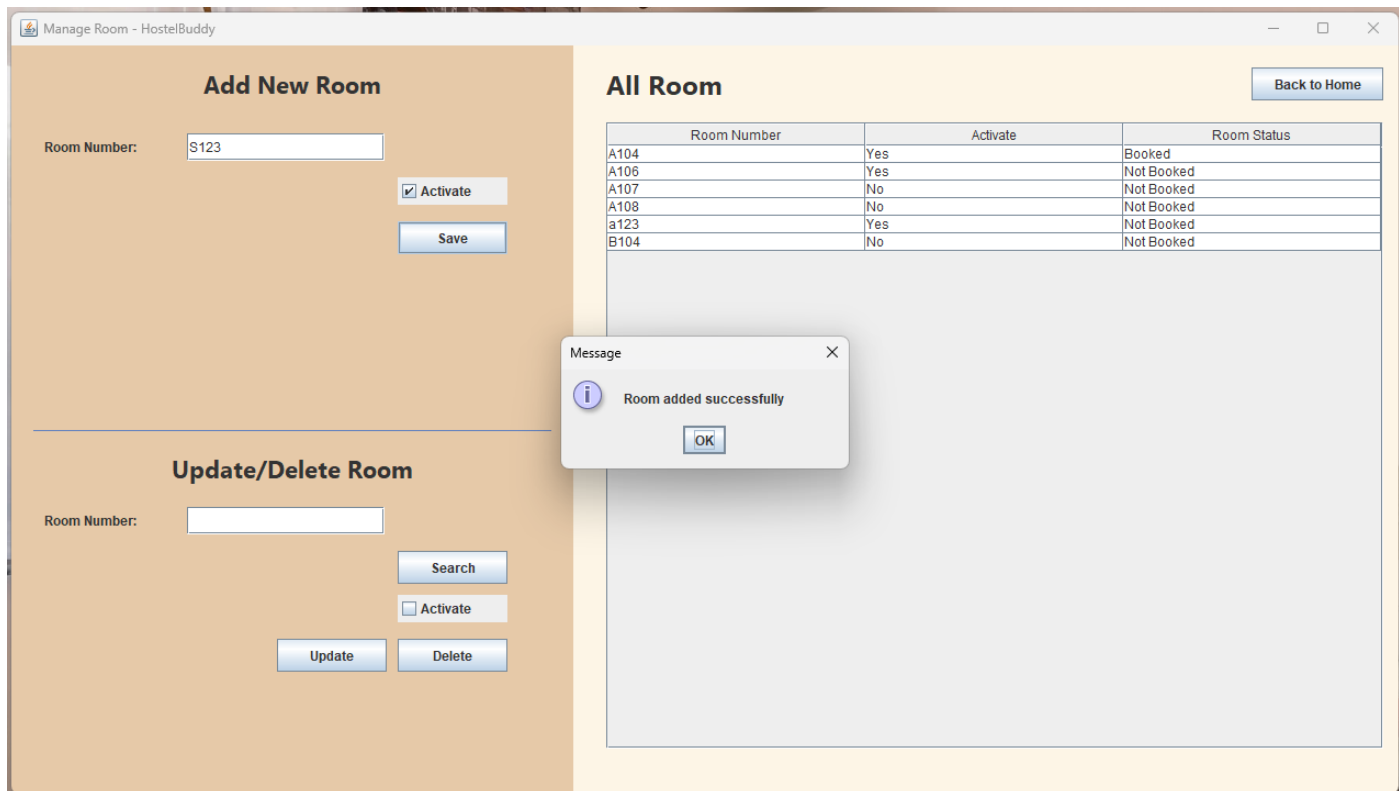 Manage Room - HostelBuddy
Add New Room
Room Number: S123
Activate
Save
Update/Delete Room
Room Number:
Search
Activate
Update Delete
All Room
Back to Home
Room Number Activate Room Status
A104 Yes Booked
A106 Yes Not Booked
A107 No Not Booked
A108 No Not Booked
a123 Yes Not Booked
B104 No Not Booked
Message
Room added successfully
OK